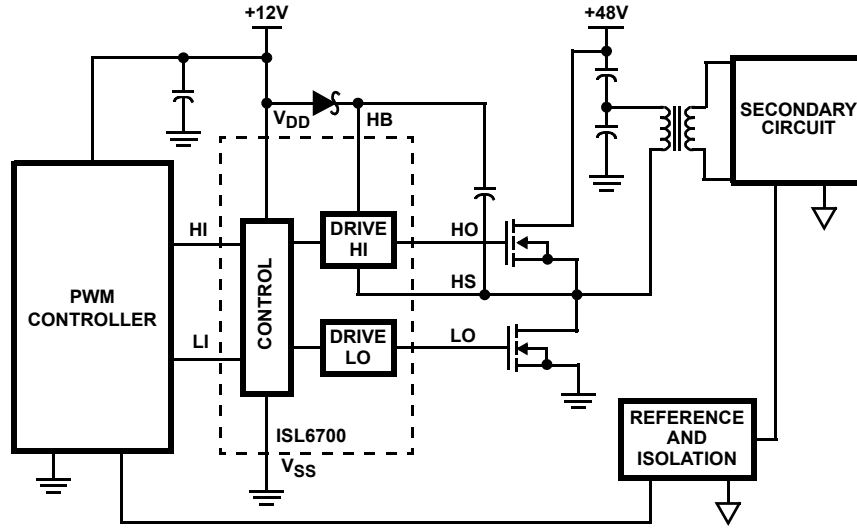 +12V
+48V
SECONDARY
CIRCUIT
VDD
HB
HI
DRIVE
HI
HO
HS
PWM
CONTROLLER
CONTROL
LI
DRIVE
LO
LO
REFERENCE
AND
ISOLATION
ISL6700
VSS